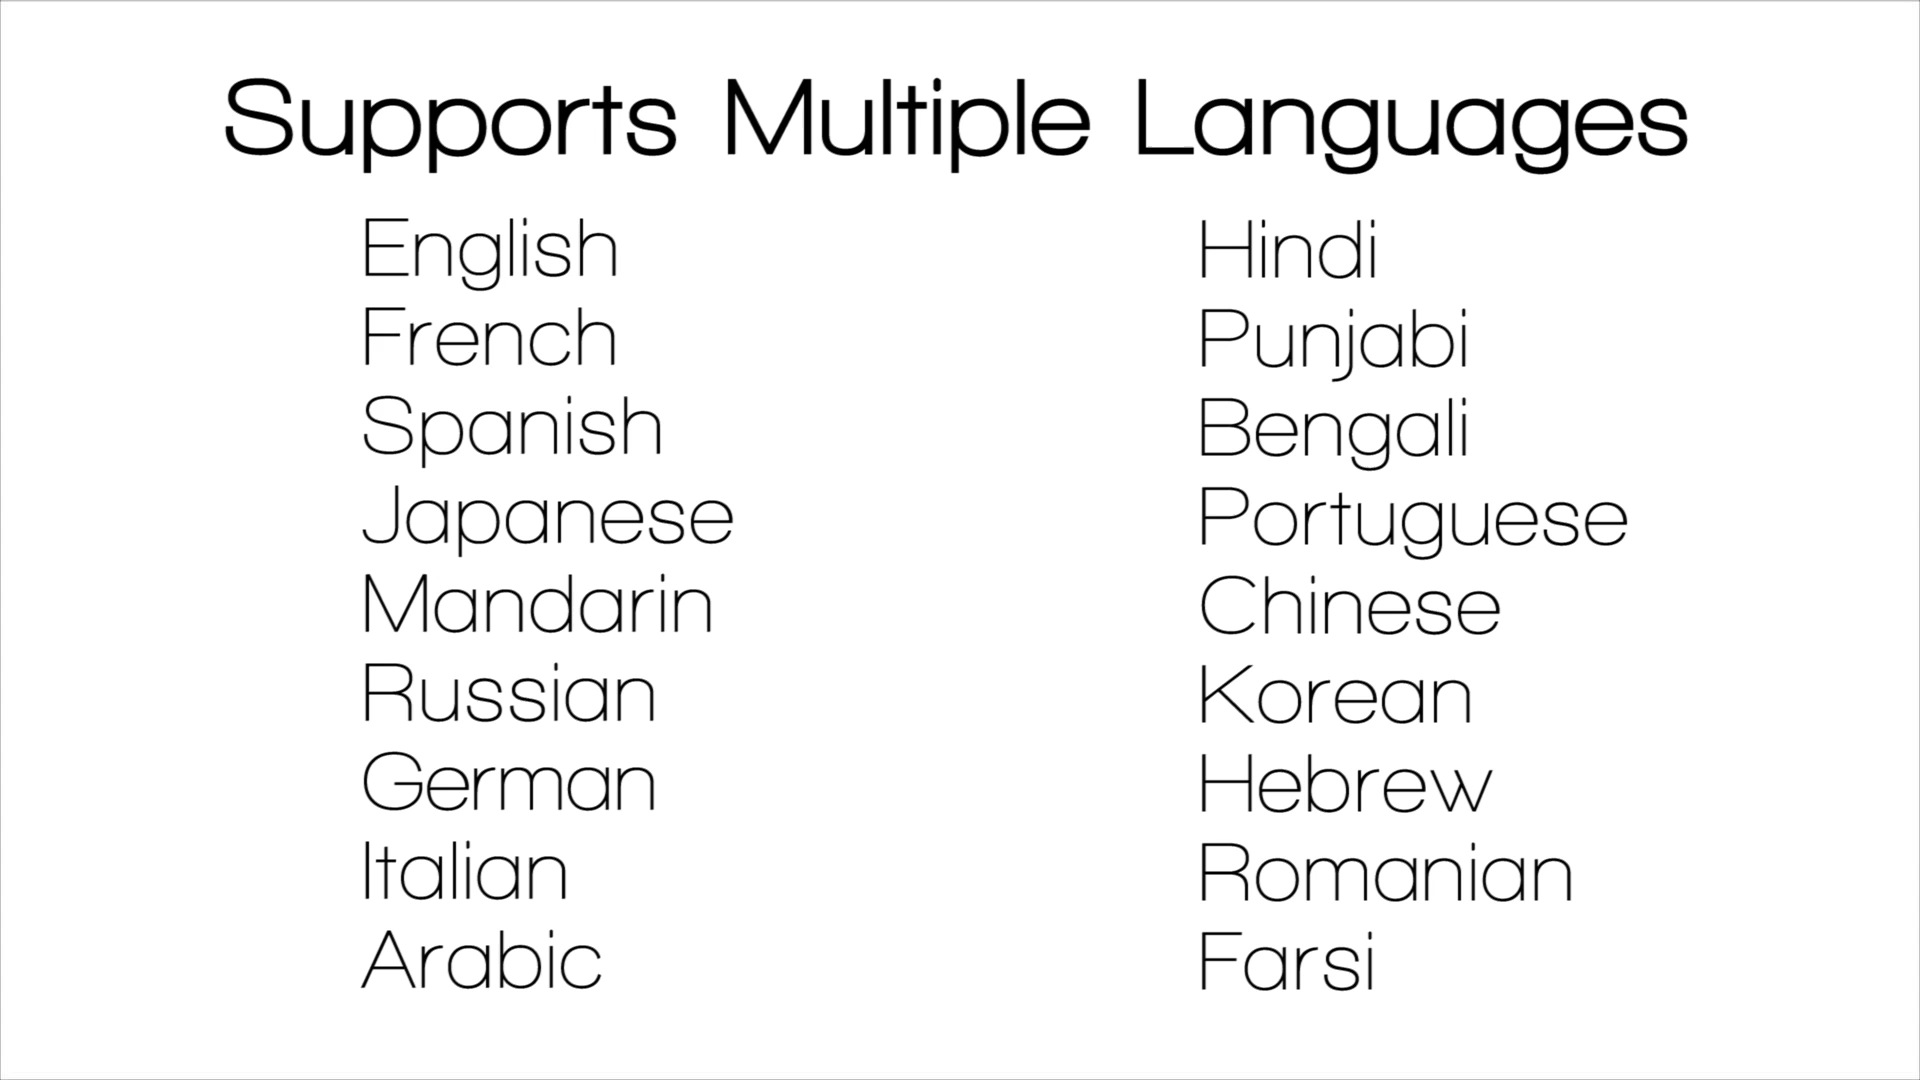 Supports Multiple Languages
English
French
Spanish
Japanese
Mandarin
Russian
German
Italian
Arabic
Hindi
Punjabi
Bengali
Portuguese
Chinese
Korean
Hebrew
Romanian
Farsi